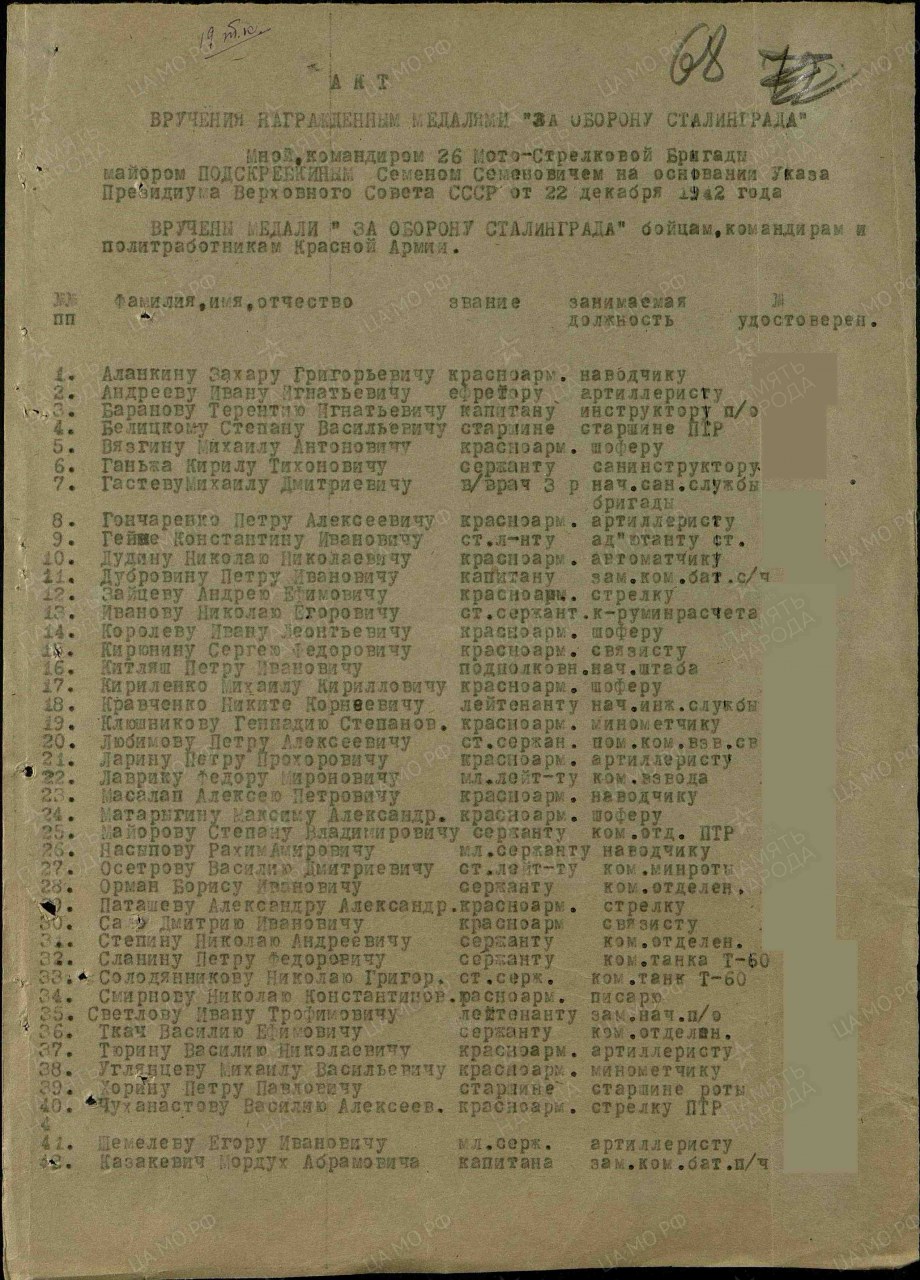 68
АКТ
ВРУЧЕНИЯ НАГРАЖДЕННЫМ МЕДАЛЯМИ "ЗА ОБОРОНУ СТАЛИНГРАДА"
Мной, командиром 26 Мото-Стрелковой Бригады
майором ПОДСКРЕБКИНЫМ Семеном Семеновичем на основании Указа
Президиума Верховного Совета СССР от 22 декабря 1942 года
ВРУЧЕНЫ МЕДАЛИ " ЗА ОБОРОНУ СТАЛИНГРАДА" бойцам, командирам и
политработникам Красной Армии.
№№ Фамилия, имя, отчество звание занимаемая №
пп должность удостоверен.
1. Аланкину Захару Григорьевичу красноарм. наводчику
2. Андрееву Ивану Игнатьевичу ефретору артиллеристу
3. Баранову Терентию Игнатьевичу капитану инструктору п/о
4. Белицкому Степану Васильевичу старшине старшине ПТР
5. Вязгину Михаилу Антоновичу красноарм. шоферу
6. Ганьжа Кирилу Тихоновичу сержанту санинструктору
7. ГастевуМихаилу Дмитриевичу в/врач 3 р нач.сан.службы
бригады
8. Гончаренко Петру Алексеевичу красноарм. артиллеристу
9. Гейне Константину Ивановичу ст.л-нту ад"ютанту ст.
10. Дудину Николаю Николаевичу красноарм. автоматчику
11. Дубровину Петру Ивановичу капитану зам.ком.бат.с/ч
12. Зайцеву Андрею Ефимовичу красноарм. стрелку
13. Иванову Николаю Егоровичу ст.сержант.к-руминрасчета
14. Королеву Ивану Леонтьевичу красноарм. шоферу
15. Кирюнину Сергею Федоровичу красноарм. связисту
16. Китляш Петру Ивановичу подполковн.нач.штаба
17. Кириленко Михаилу Кирилловичу красноарм. шоферу
18. Кравченко Никите Корнеевичу лейтенанту нач.инж.службы
19. Клюшникову Геннадию Степанов. красноарм. минометчику
20. Любимову Петру Алексеевичу ст.сержан. пом.ком.взв.св
21. Ларину Петру Прохоровичу красноарм. артиллеристу
22. Лаврику Федору Мироновичу мл.лейт-ту ком.взвода
23. Масалап Алексею Петровичу красноарм. наводчику
24. Матарыгину Максиму Александр. красноарм. шоферу
25. Майорову Степану Владимировичу сержанту ком.отд. ПТР
26. Насыпову РахимАмировичу мл.сержанту наводчику
27. Осетрову Василию Дмитриевичу ст.лейт-ту ком.минроты
28. Орман Борису Ивановичу сержанту ком.отделен.
29. Паташеву Александру Александр.красноарм. стрелку
30. Дмитрию Ивановичу красноарм связисту
31. Степину Николаю Андреевичу сержанту ком.отделен.
32. Сланину Петру Федоровичу сержанту ком.танка Т-60
33. Солодянникову Николаю Григор. ст.серж. ком.танк Т-60
34. Смирнову Николаю Константинов.расноарм. писарю
35. Светлову Ивану Трофимовичу лейтенанту зам.нач.п/о
36. Ткач Василию Ефимовичу сержанту ком.отделен.
37. Тюрину Василию Николаевичу красноарм. артиллеристу
38. Углянцеву Михаилу Васильевичу красноарм. минометчику
39. Хорину Петру Павловичу старшине старшине роты
40. Чуханастову Василию Алексеев. красноарм. стрелку ПТР
4
41. Шемелеву Егору Ивановичу мл.серж. артиллеристу
42. Казакевич Мордух Абрамовича капитана зам.ком.бат.п/ч